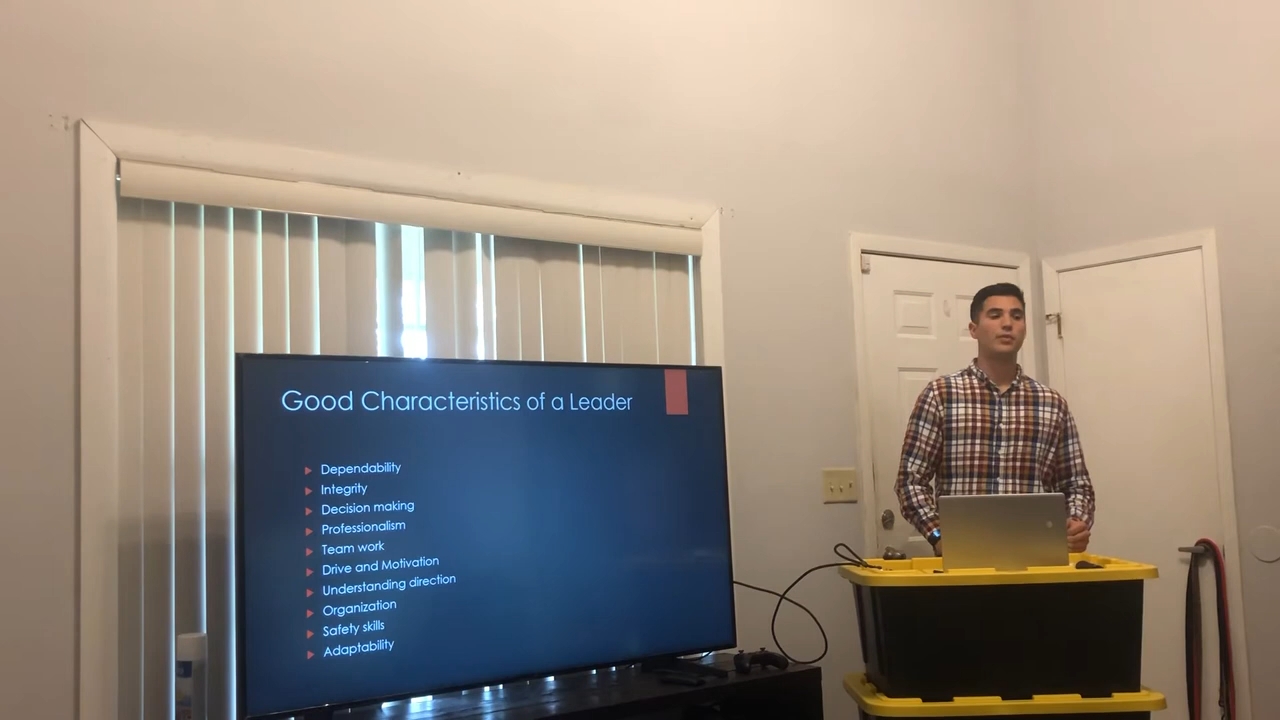 Good Characteristics of a Leader
Dependability
Integrity
Decision making
Professionalism
Team work
Drive and Motivation
Understanding direction
Organization
Safety skills
Adaptability